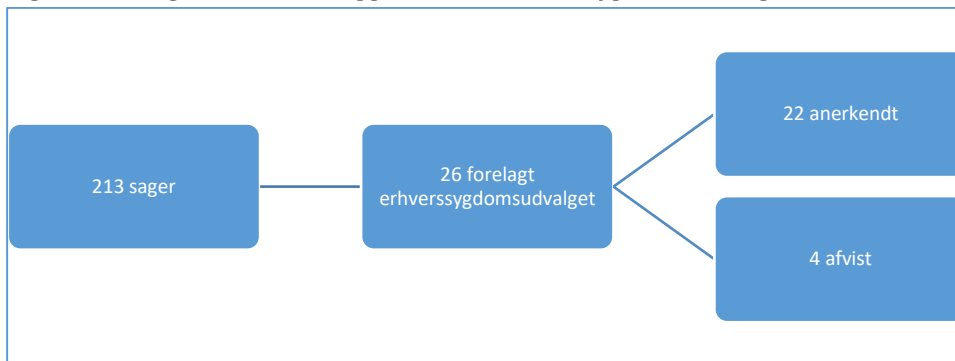 213 sager
26 forelagt
erhverssygdomsudvalget
22 anerkendt
4 afvist